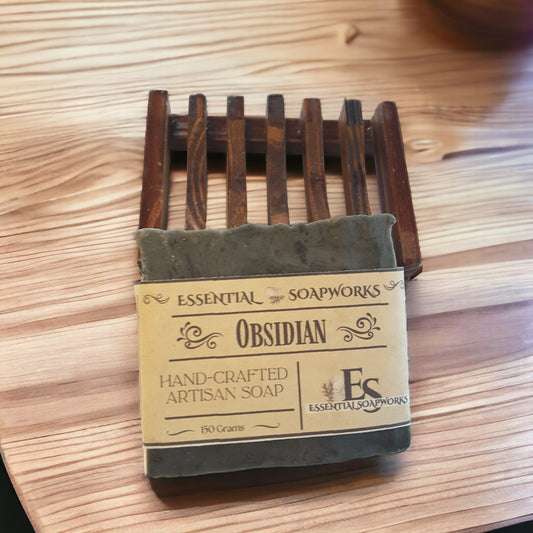 ESSENTIAL SOAPWORKS
OBSIDIAN
HAND-CRAFTED
ARTISAN SOAP
150 Grams
ES
ESSENTIAL SOAPWORKS